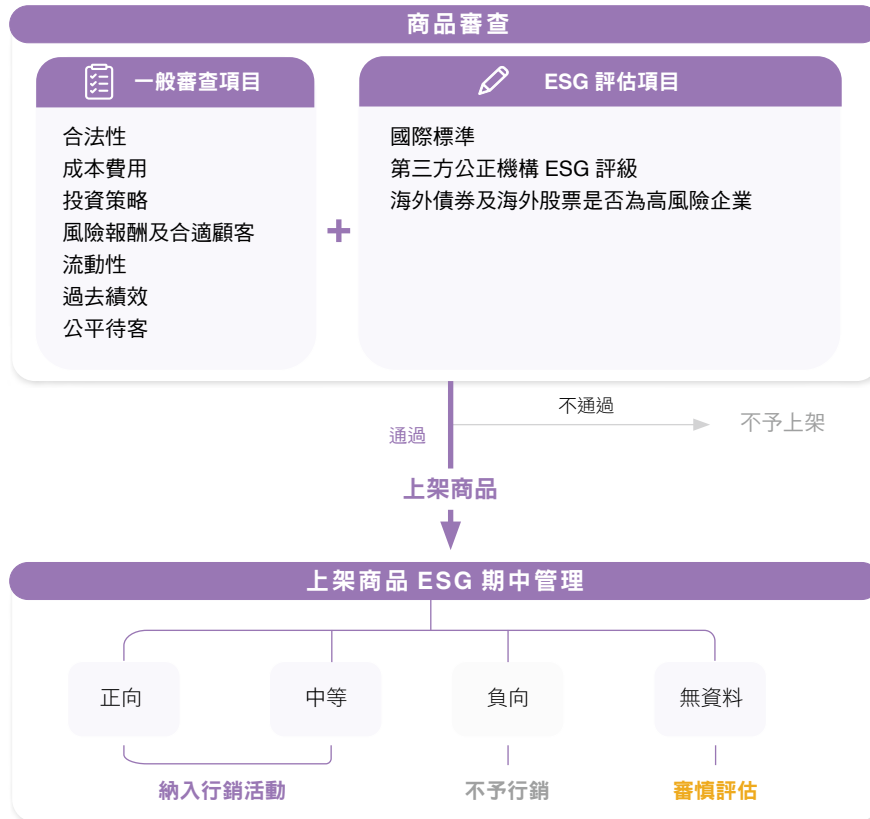 商品審查
一般審查項目
合法性
成本費用
投資策略
風險報酬及合適顧客
流動性
過去績效
公平待客
+
ESG 評估項目
國際標準
第三方公正機構 ESG 評級
海外債券及海外股票是否為高風險企業
不通過
不予上架
通過
上架商品
上架商品 ESG 期中管理
正向
中等
負向
無資料
納入行銷活動
不予行銷
審慎評估